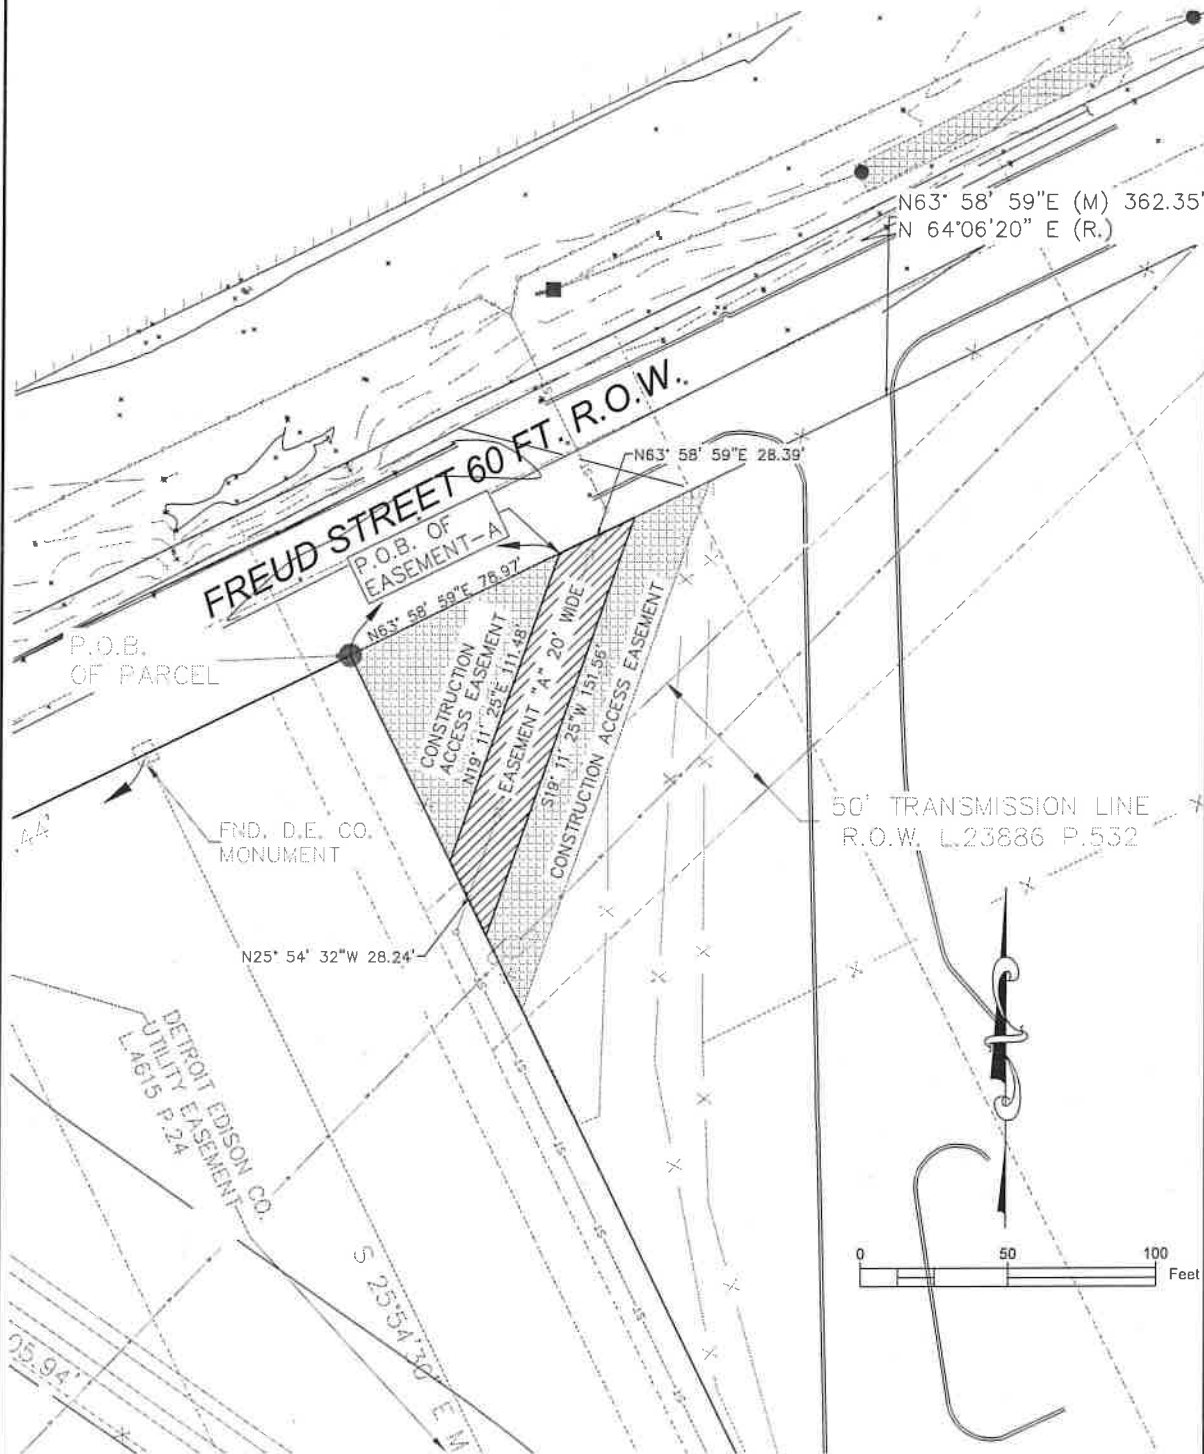 N63° 58' 59"E (M) 362.35'
N 64°06'20" E (R.)
FREUD STREET 60 FT. R.O.W.
N63° 58' 59"E 28.39'
P.O.B. OF
EASEMENT-A
N63° 58' 59"E 78.97'
P.O.B.
OF PARCEL
CONSTRUCTION
ACCESS EASEMENT
N19° 11' 25"E 111.48'
EASEMENT "A" 20' WIDE
S19° 11' 25"W 151.56'
CONSTRUCTION ACCESS EASEMENT
FND. D.E. CO.
MONUMENT
50' TRANSMISSION LINE
R.O.W. L.23886 P.532
N25° 54' 32"W 28.24'
DETROIT EDISON CO.
UTILITY EASEMENT
L.4615 P.24
S 25°54'30" E M
05.94'
0 50 100
Feet